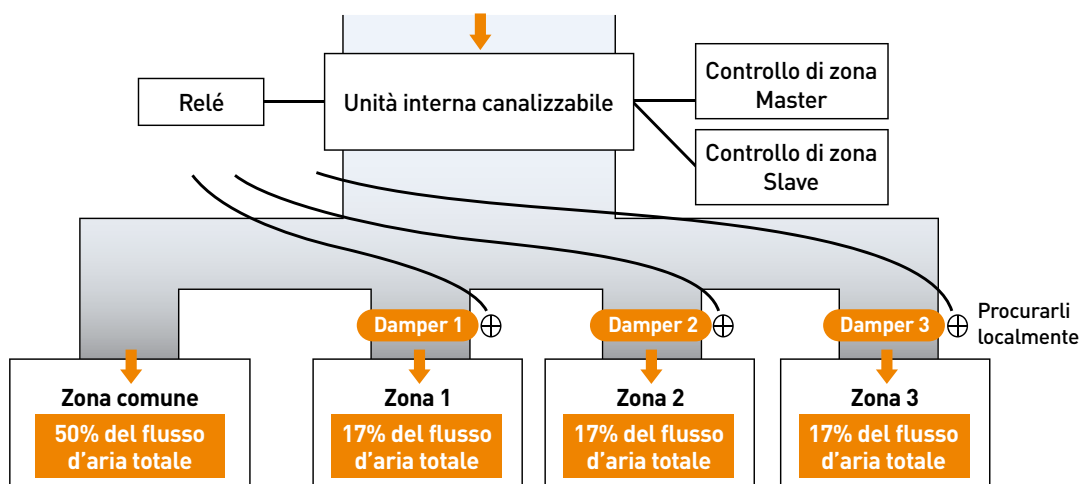 Relé
Unità interna canalizzabile
Controllo di zona
Master
Controllo di zona
Slave
Damper 1
Damper 2
Damper 3
Procurarli
localmente
Zona comune
50% del flusso
d’aria totale
Zona 1
17% del flusso
d’aria totale
Zona 2
17% del flusso
d’aria totale
Zona 3
17% del flusso
d’aria totale